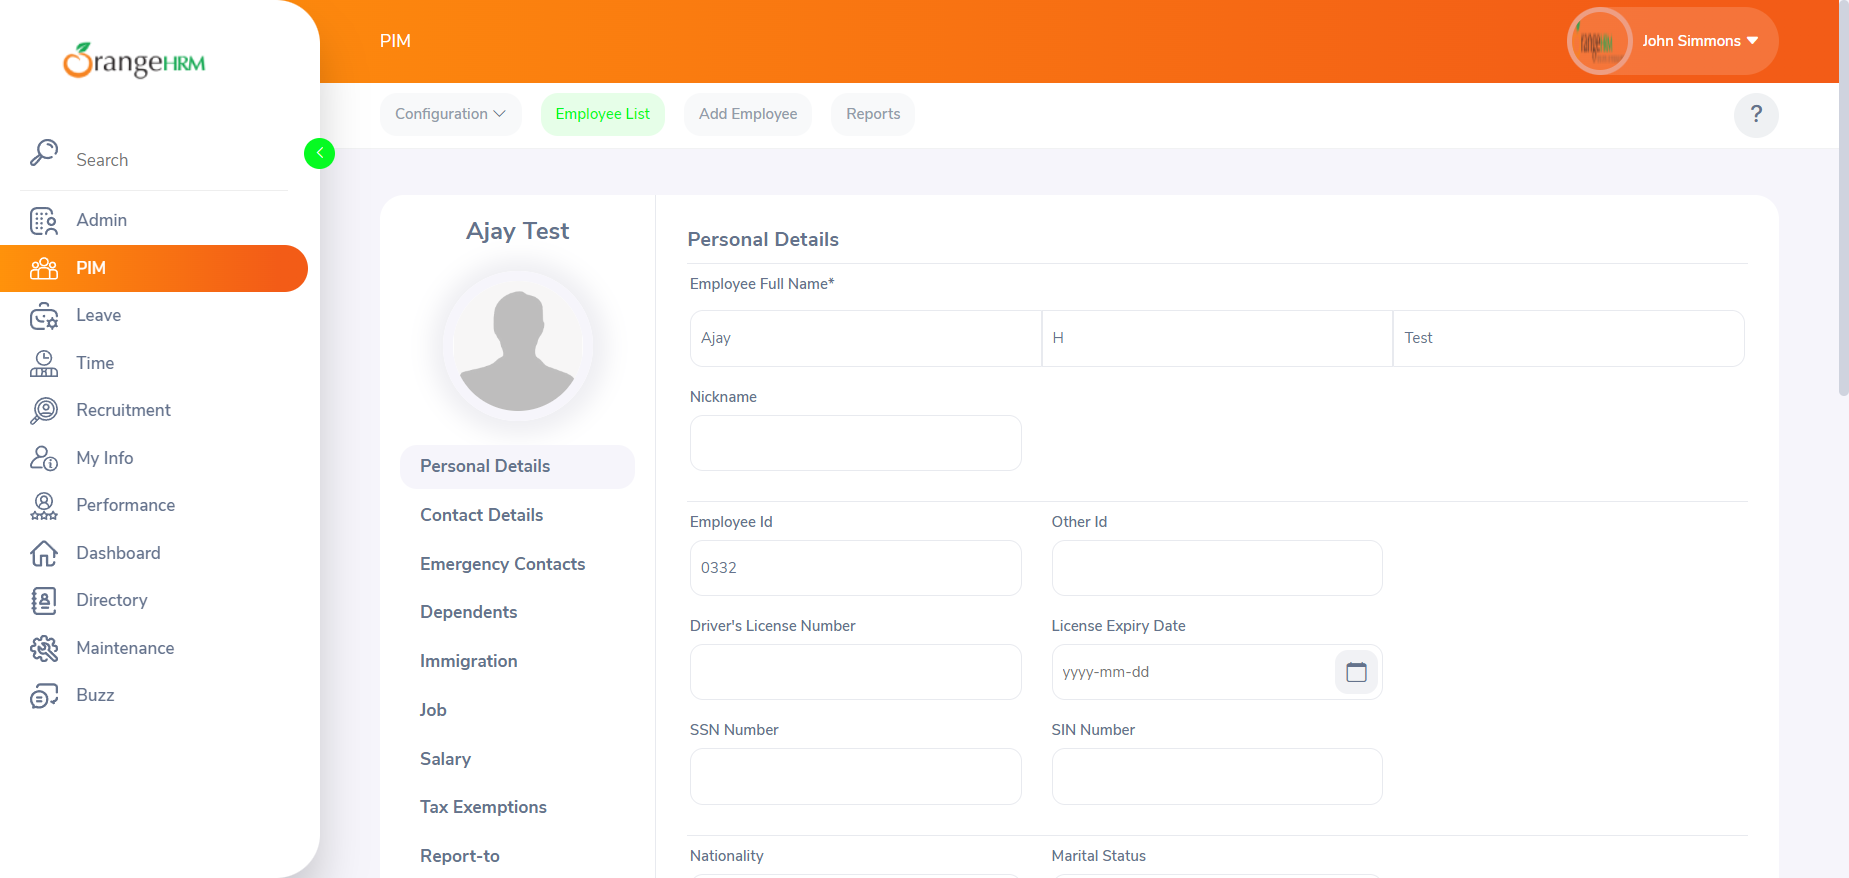 OrangeHRM
Search
Admin
PIM
Leave
Time
Recruitment
My Info
Performance
Dashboard
Directory
Maintenance
Buzz
PIM
John Simmons
Configuration
Employee List
Add Employee
Reports
?
Ajay Test
Personal Details
Contact Details
Emergency Contacts
Dependents
Immigration
Job
Salary
Tax Exemptions
Report-to
Personal Details
Employee Full Name*
Ajay
H
Test
Nickname
Employee Id
Other Id
0332
Driver's License Number
License Expiry Date
yyyy-mm-dd
SSN Number
SIN Number
Nationality
Marital Status